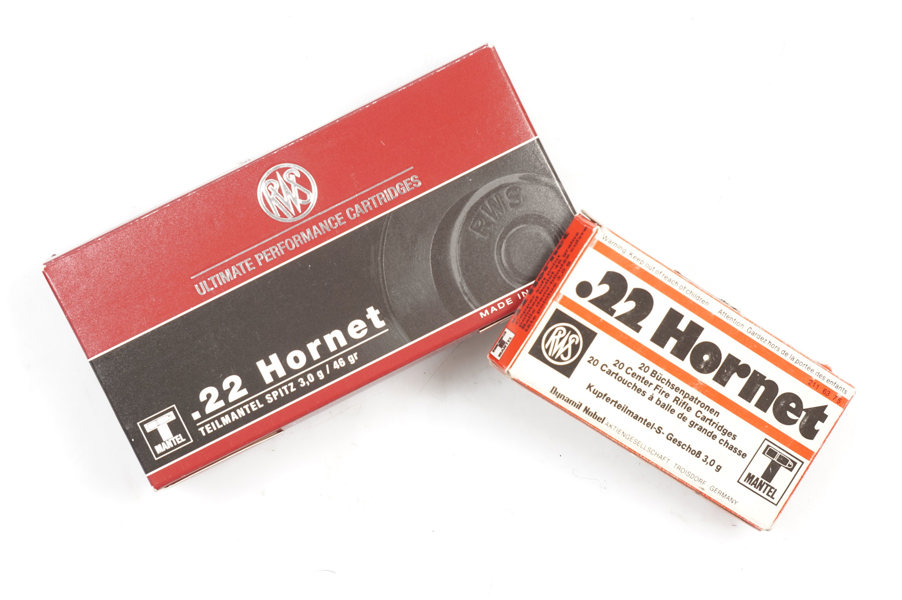 RWS
ULTIMATE PERFORMANCE CARTRIDGES
RWS
MADE IN
.22 Hornet
TEILMANTEL SPITZ 3,0 g / 46 gr
T
MANTEL
Warning: Keep out of reach of children. Attention: Gardez hors de la portée des enfants.
.22 Hornet
RWS
20 Büchsenpatronen
20 Center Fire Rifle Cartridges
20 Cartouches à balle de grande chasse
Kupferteilmantel-S-Geschoß 3,0 g
Dynamit Nobel AKTIENGESELLSCHAFT, TROISDORF, GERMANY
T
MANTEL
T
MANTEL